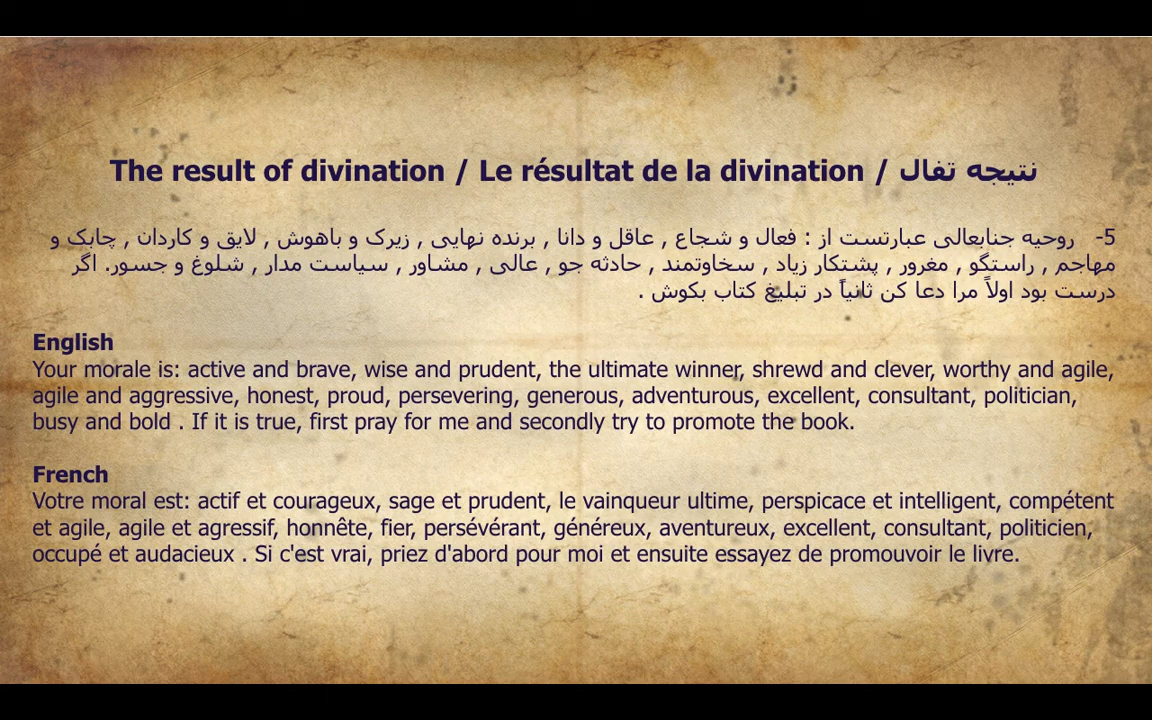 The result of divination / Le résultat de la divination / نتیجه تفال
5- روحیه جنابعالی عبارتست از : فعال و شجاع , عاقل و دانا , برنده نهایی , زیرک و باهوش , لایق و کاردان , چابک و
مهاجم , راستگو , مغرور , پشتکار زیاد , سخاوتمند , حادثه جو , عالی , مشاور , سیاست مدار , شلوغ و جسور. اگر
درست بود اولاً مرا دعا کن ثانیاً در تبلیغ کتاب بکوش .
English
Your morale is: active and brave, wise and prudent, the ultimate winner, shrewd and clever, worthy and agile,
agile and aggressive, honest, proud, persevering, generous, adventurous, excellent, consultant, politician,
busy and bold . If it is true, first pray for me and secondly try to promote the book.
French
Votre moral est: actif et courageux, sage et prudent, le vainqueur ultime, perspicace et intelligent, compétent
et agile, agile et agressif, honnête, fier, persévérant, généreux, aventureux, excellent, consultant, politicien,
occupé et audacieux . Si c'est vrai, priez d'abord pour moi et ensuite essayez de promouvoir le livre.